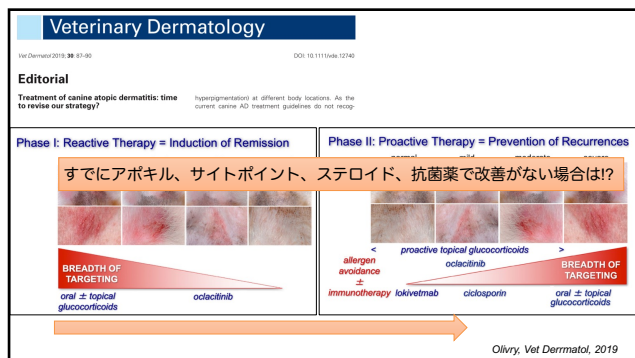 Veterinary Dermatology
Vet Dermatol 2019; 30: 87–90
DOI: 10.1111/vde.12740
Editorial
Treatment of canine atopic dermatitis: time
to revise our strategy?
hyperpigmentation) at different body locations. As the
current canine AD treatment guidelines do not recog-
Phase I: Reactive Therapy = Induction of Remission
Phase II: Proactive Therapy = Prevention of Recurrences
normal mild moderate severe
すでにアポキル、サイトポイント、ステロイド、抗菌薬で改善がない場合は!?
BREADTH OF
TARGETING
oral ± topical
glucocorticoids
oclacitinib
< proactive topical glucocorticoids >
allergen
avoidance
±
immunotherapy
oclacitinib
BREADTH OF
TARGETING
lokivetmab
ciclosporin
oral ± topical
glucocorticoids
Olivry, Vet Derrmatol, 2019